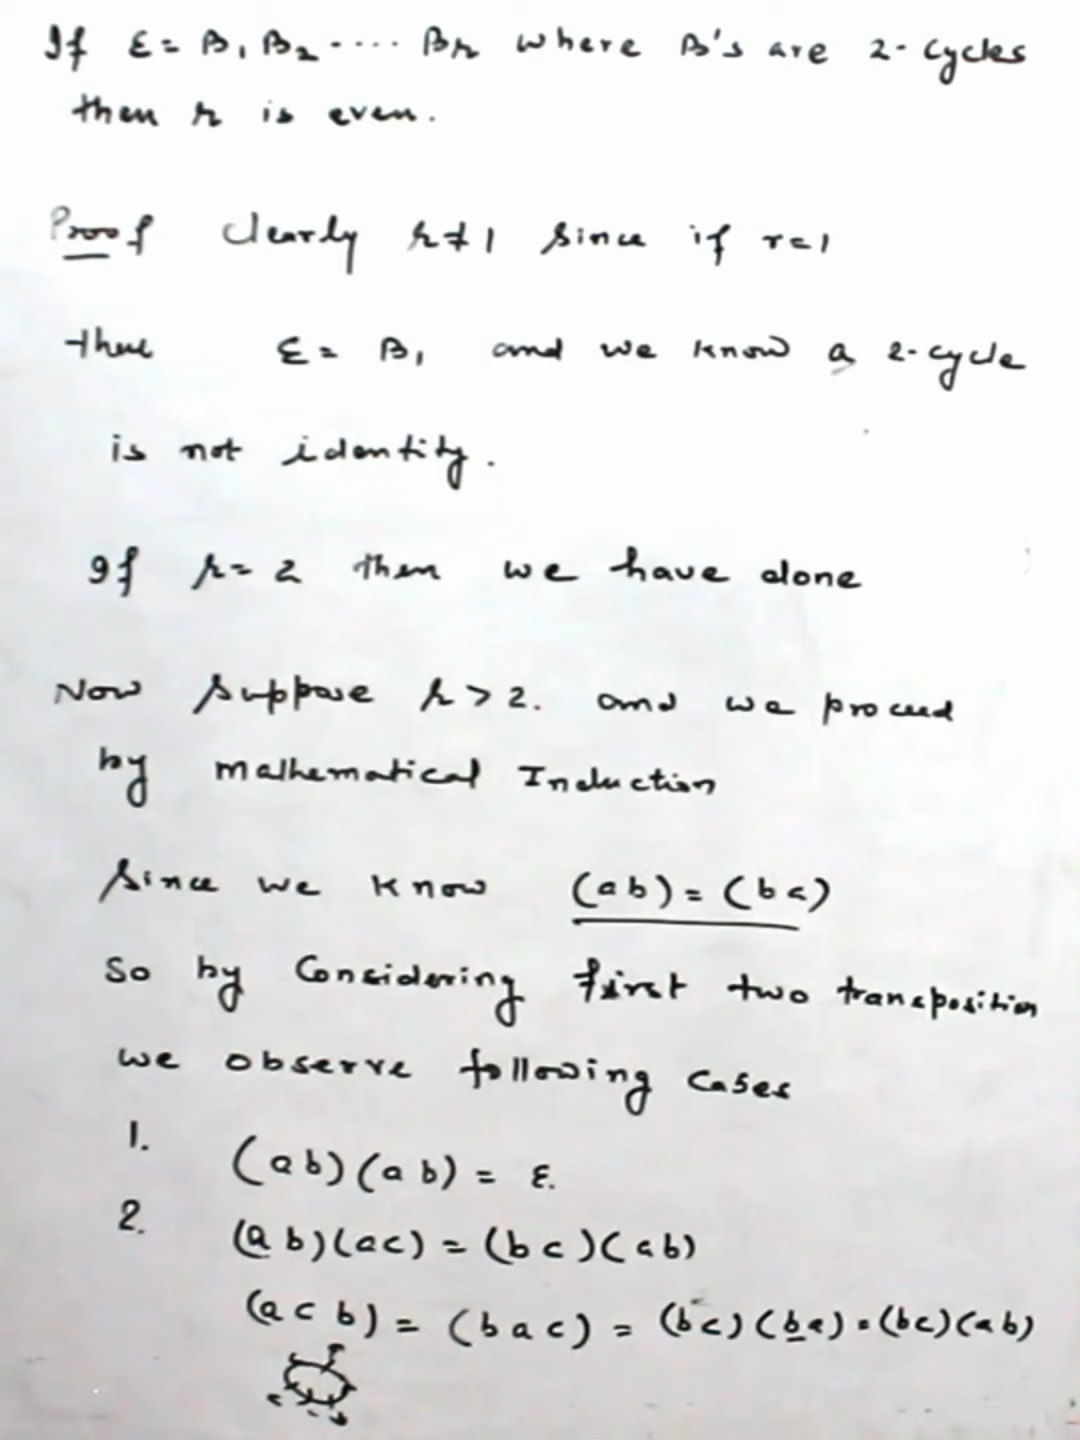 If ε = β₁ β₂ .... βr where β's are 2-cycles
then r is even.
Proof Clearly r ≠ 1 since if r=1
then ε = β₁ and we know a 2-cycle
is not identity.
If r = 2 then we have done
Now suppose r > 2. and we proceed
by mathematical Induction
Since we know (ab) = (ba)
So by Considering first two transposition
we observe following cases
1. (ab)(ab) = ε.
2. (ab)(ac) = (bc)(ab)
(acb) = (bac) = (bc)(ba) = (bc)(ab)